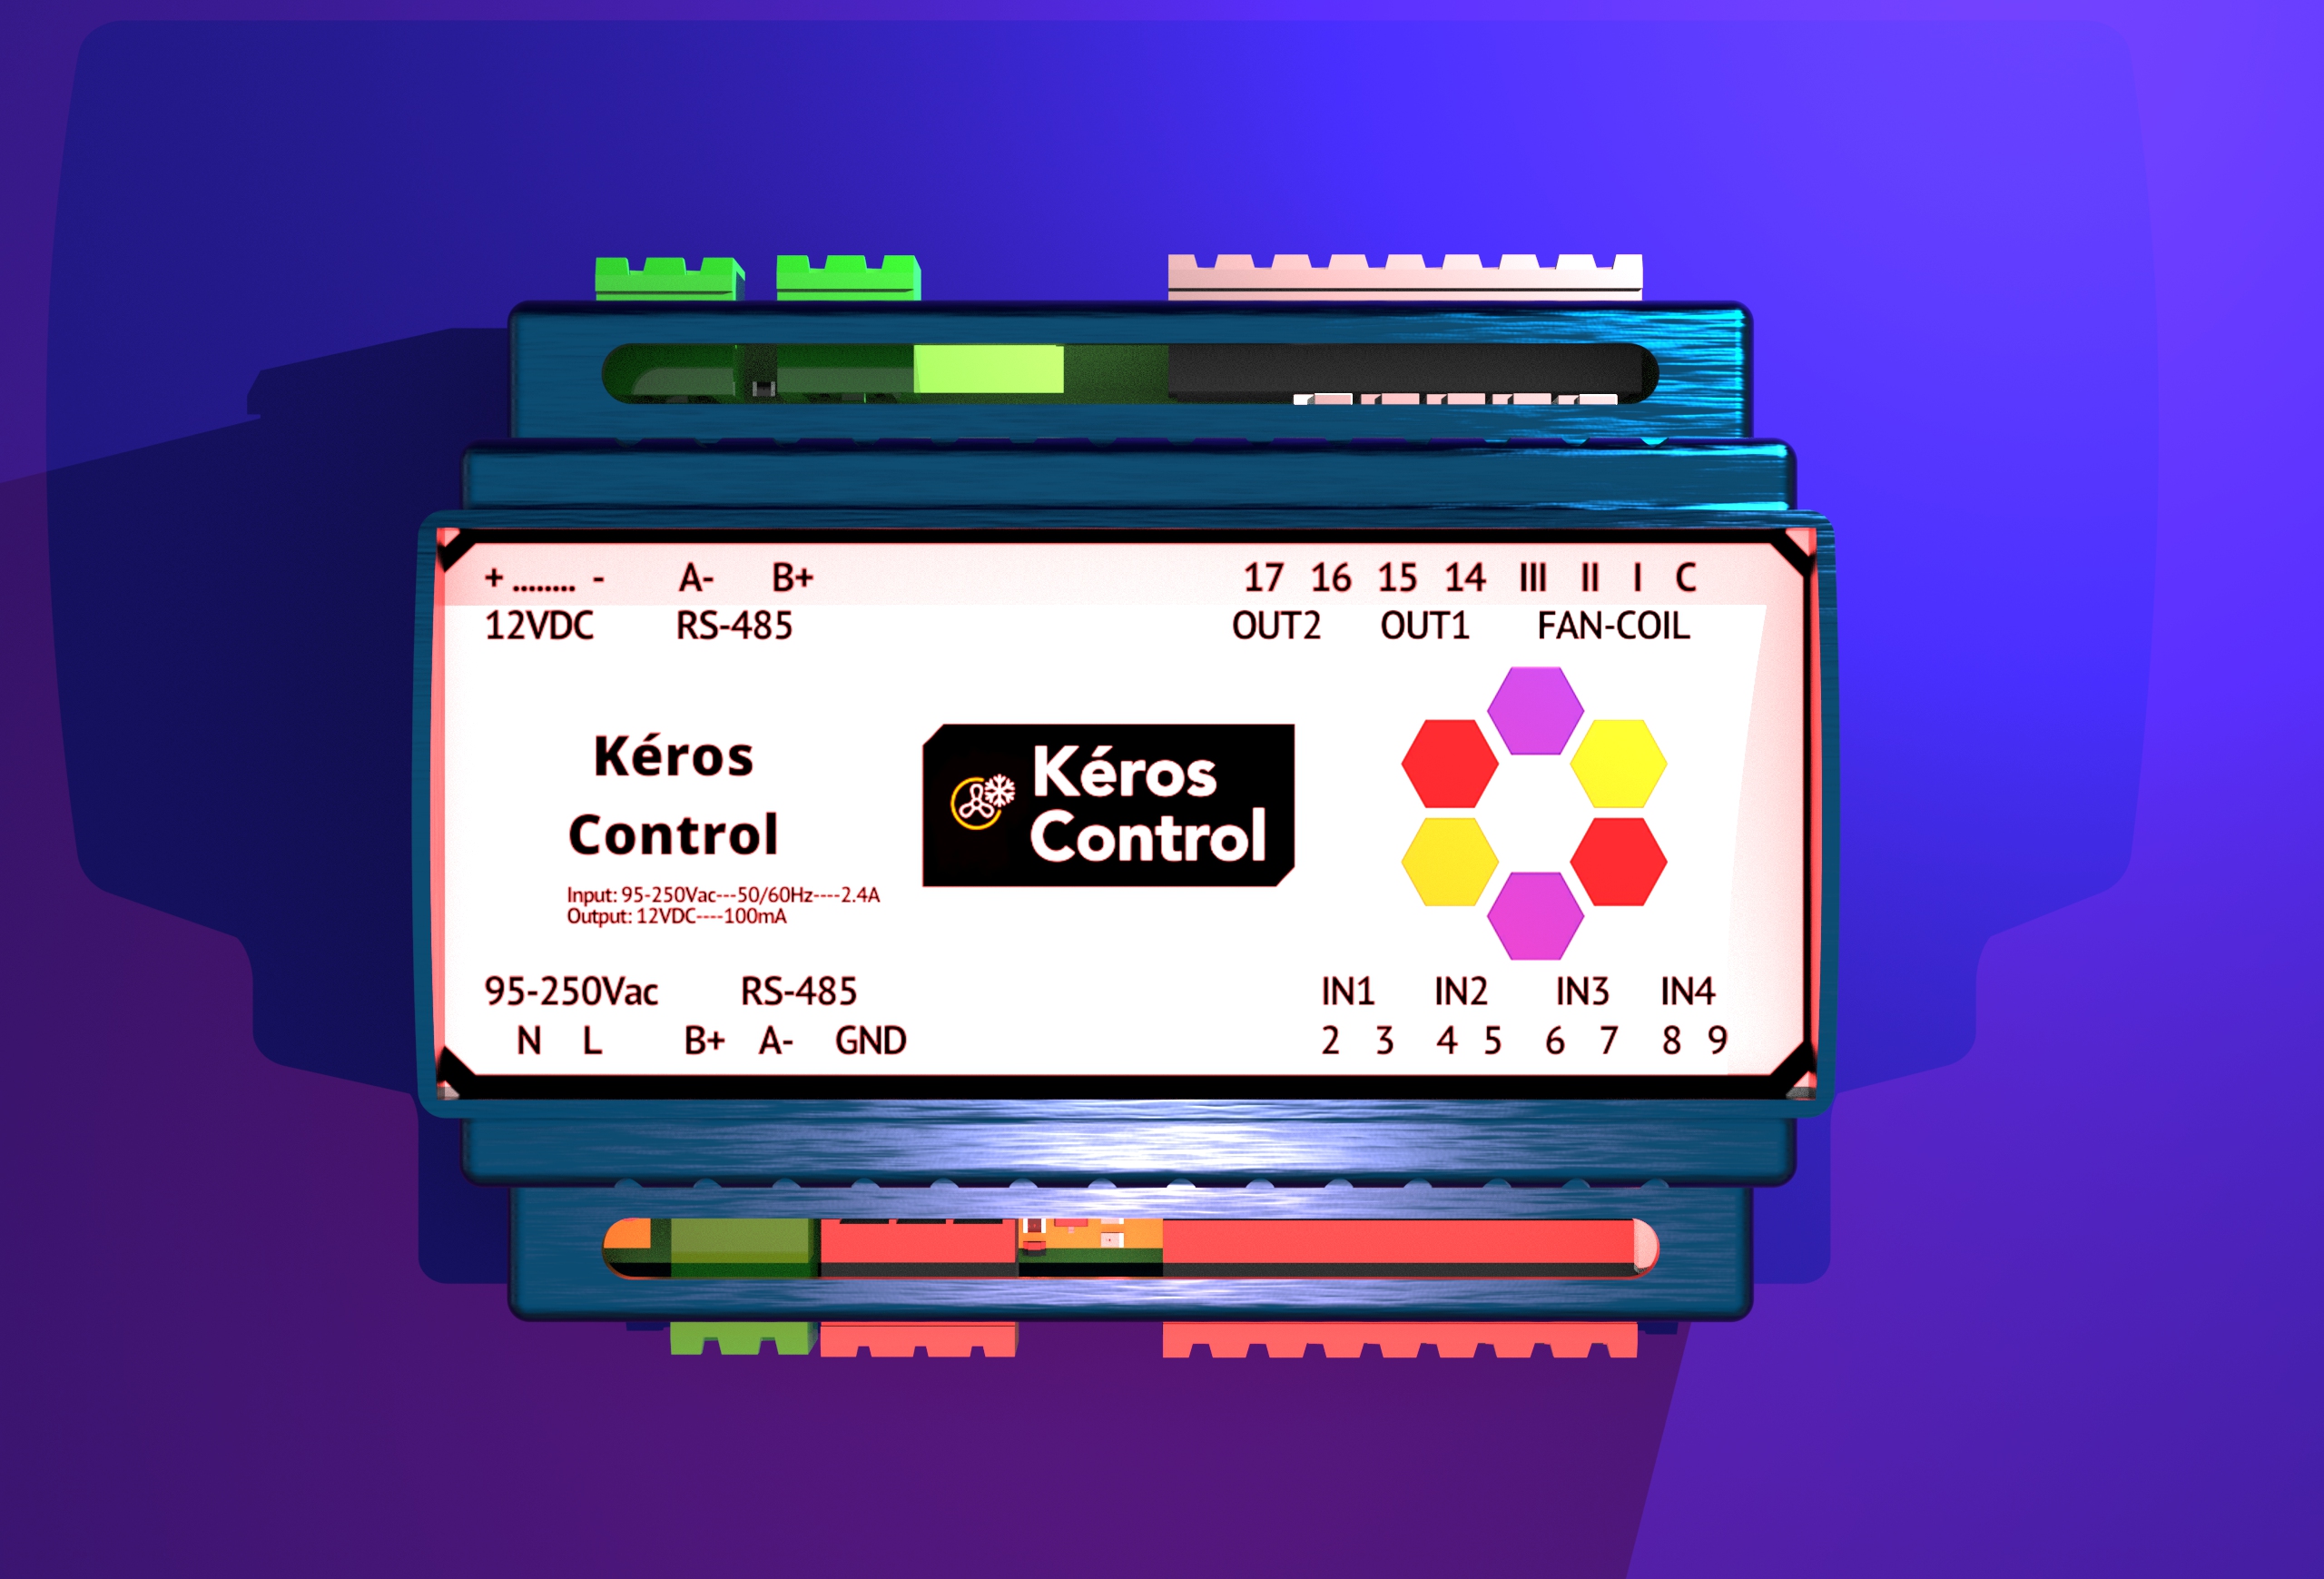 + ........ - A- B+ 17 16 15 14 III II I C
12VDC RS-485 OUT2 OUT1 FAN-COIL
Kéros
Control
Input: 95-250Vac---50/60Hz----2.4A
Output: 12VDC----100mA
Kéros
Control
95-250Vac RS-485 IN1 IN2 IN3 IN4
N L B+ A- GND 2 3 4 5 6 7 8 9